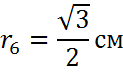 r₆ = √3/2 см